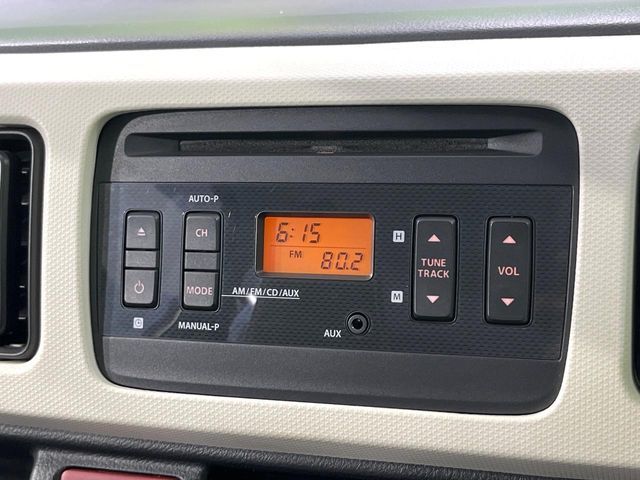 AUTO-P
CH
6:15
FM
80.2
H
TUNE
TRACK
VOL
MODE
AM/FM/CD/AUX
M
C
MANUAL-P
AUX